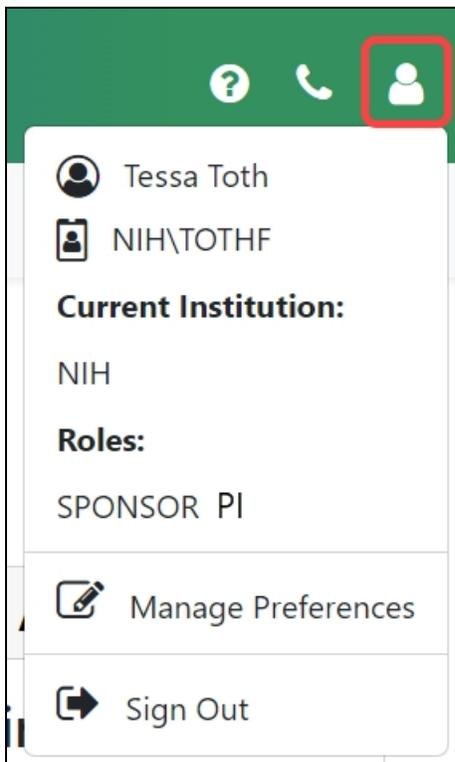 Tessa Toth
NIH\TOTHF
Current Institution:
NIH
Roles:
SPONSOR PI
Manage Preferences
Sign Out